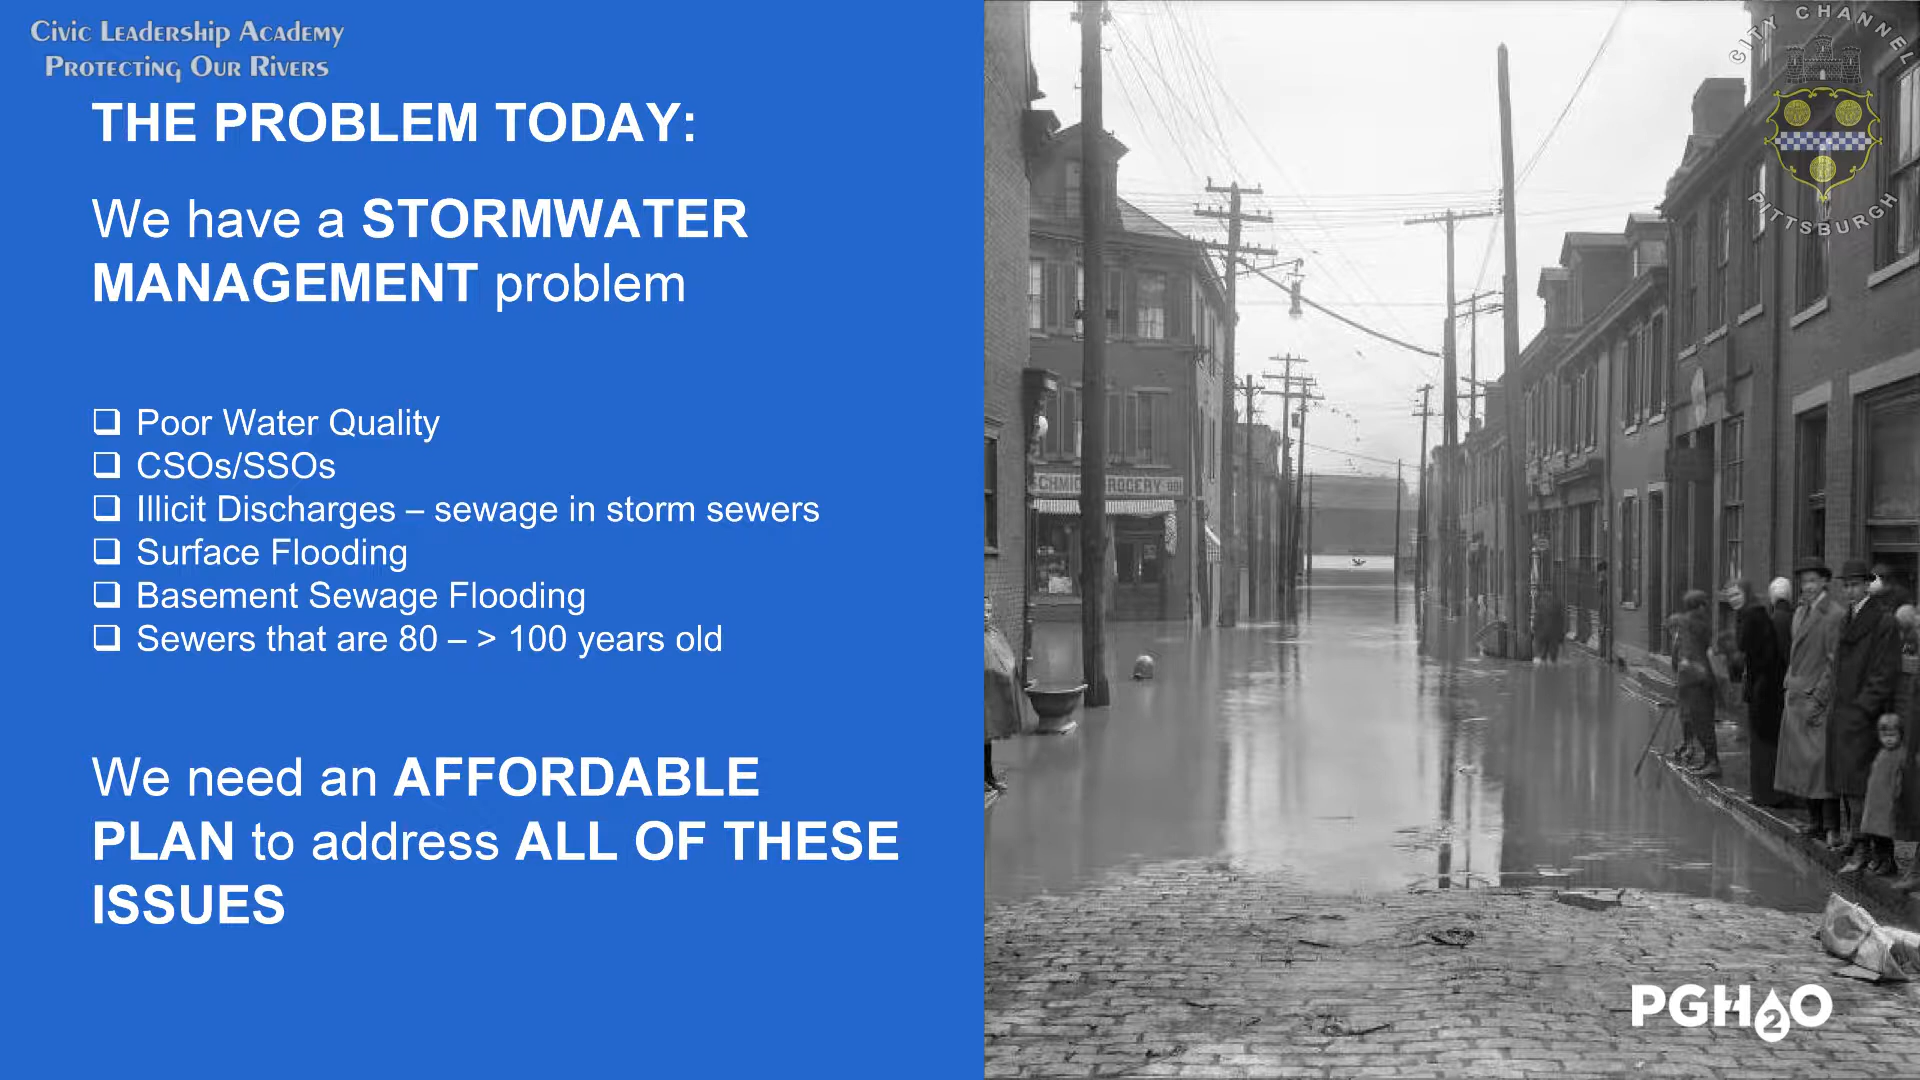 Civic Leadership Academy
Protecting Our Rivers
THE PROBLEM TODAY:
We have a STORMWATER
MANAGEMENT problem
❑ Poor Water Quality
❑ CSOs/SSOs
❑ Illicit Discharges – sewage in storm sewers
❑ Surface Flooding
❑ Basement Sewage Flooding
❑ Sewers that are 80 – > 100 years old
We need an AFFORDABLE
PLAN to address ALL OF THESE
ISSUES
CITY CHANNEL
PITTSBURGH
GROCERY
PGH2O